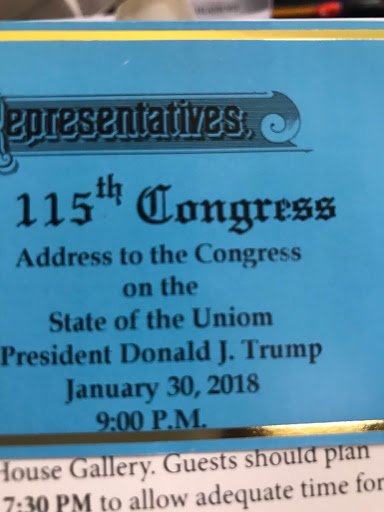 epresentatives,
115th Congress
Address to the Congress
on the
State of the Uniom
President Donald J. Trump
January 30, 2018
9:00 P.M.
House Gallery. Guests should plan
7:30 PM to allow adequate time for